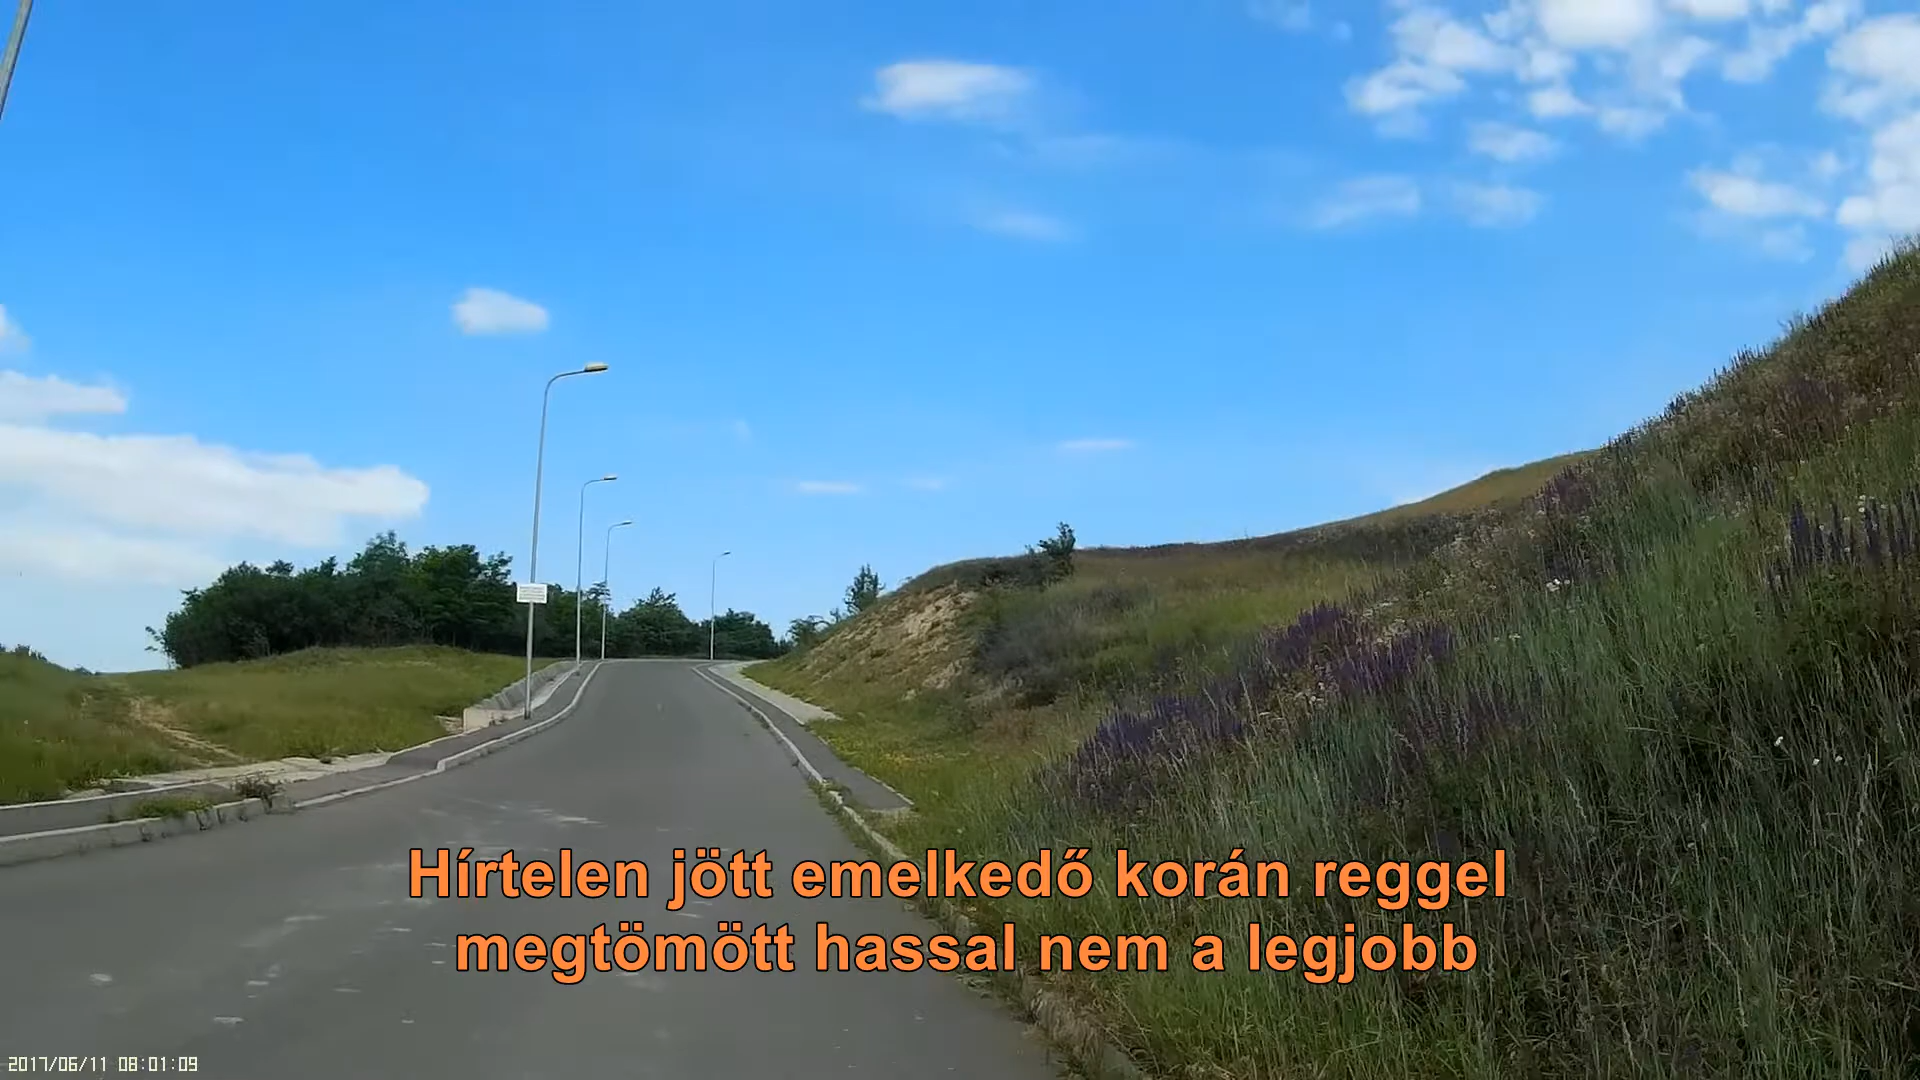 Hírtelen jött emelkedő korán reggel
megtömött hassal nem a legjobb
2017/06/11 08:01:09